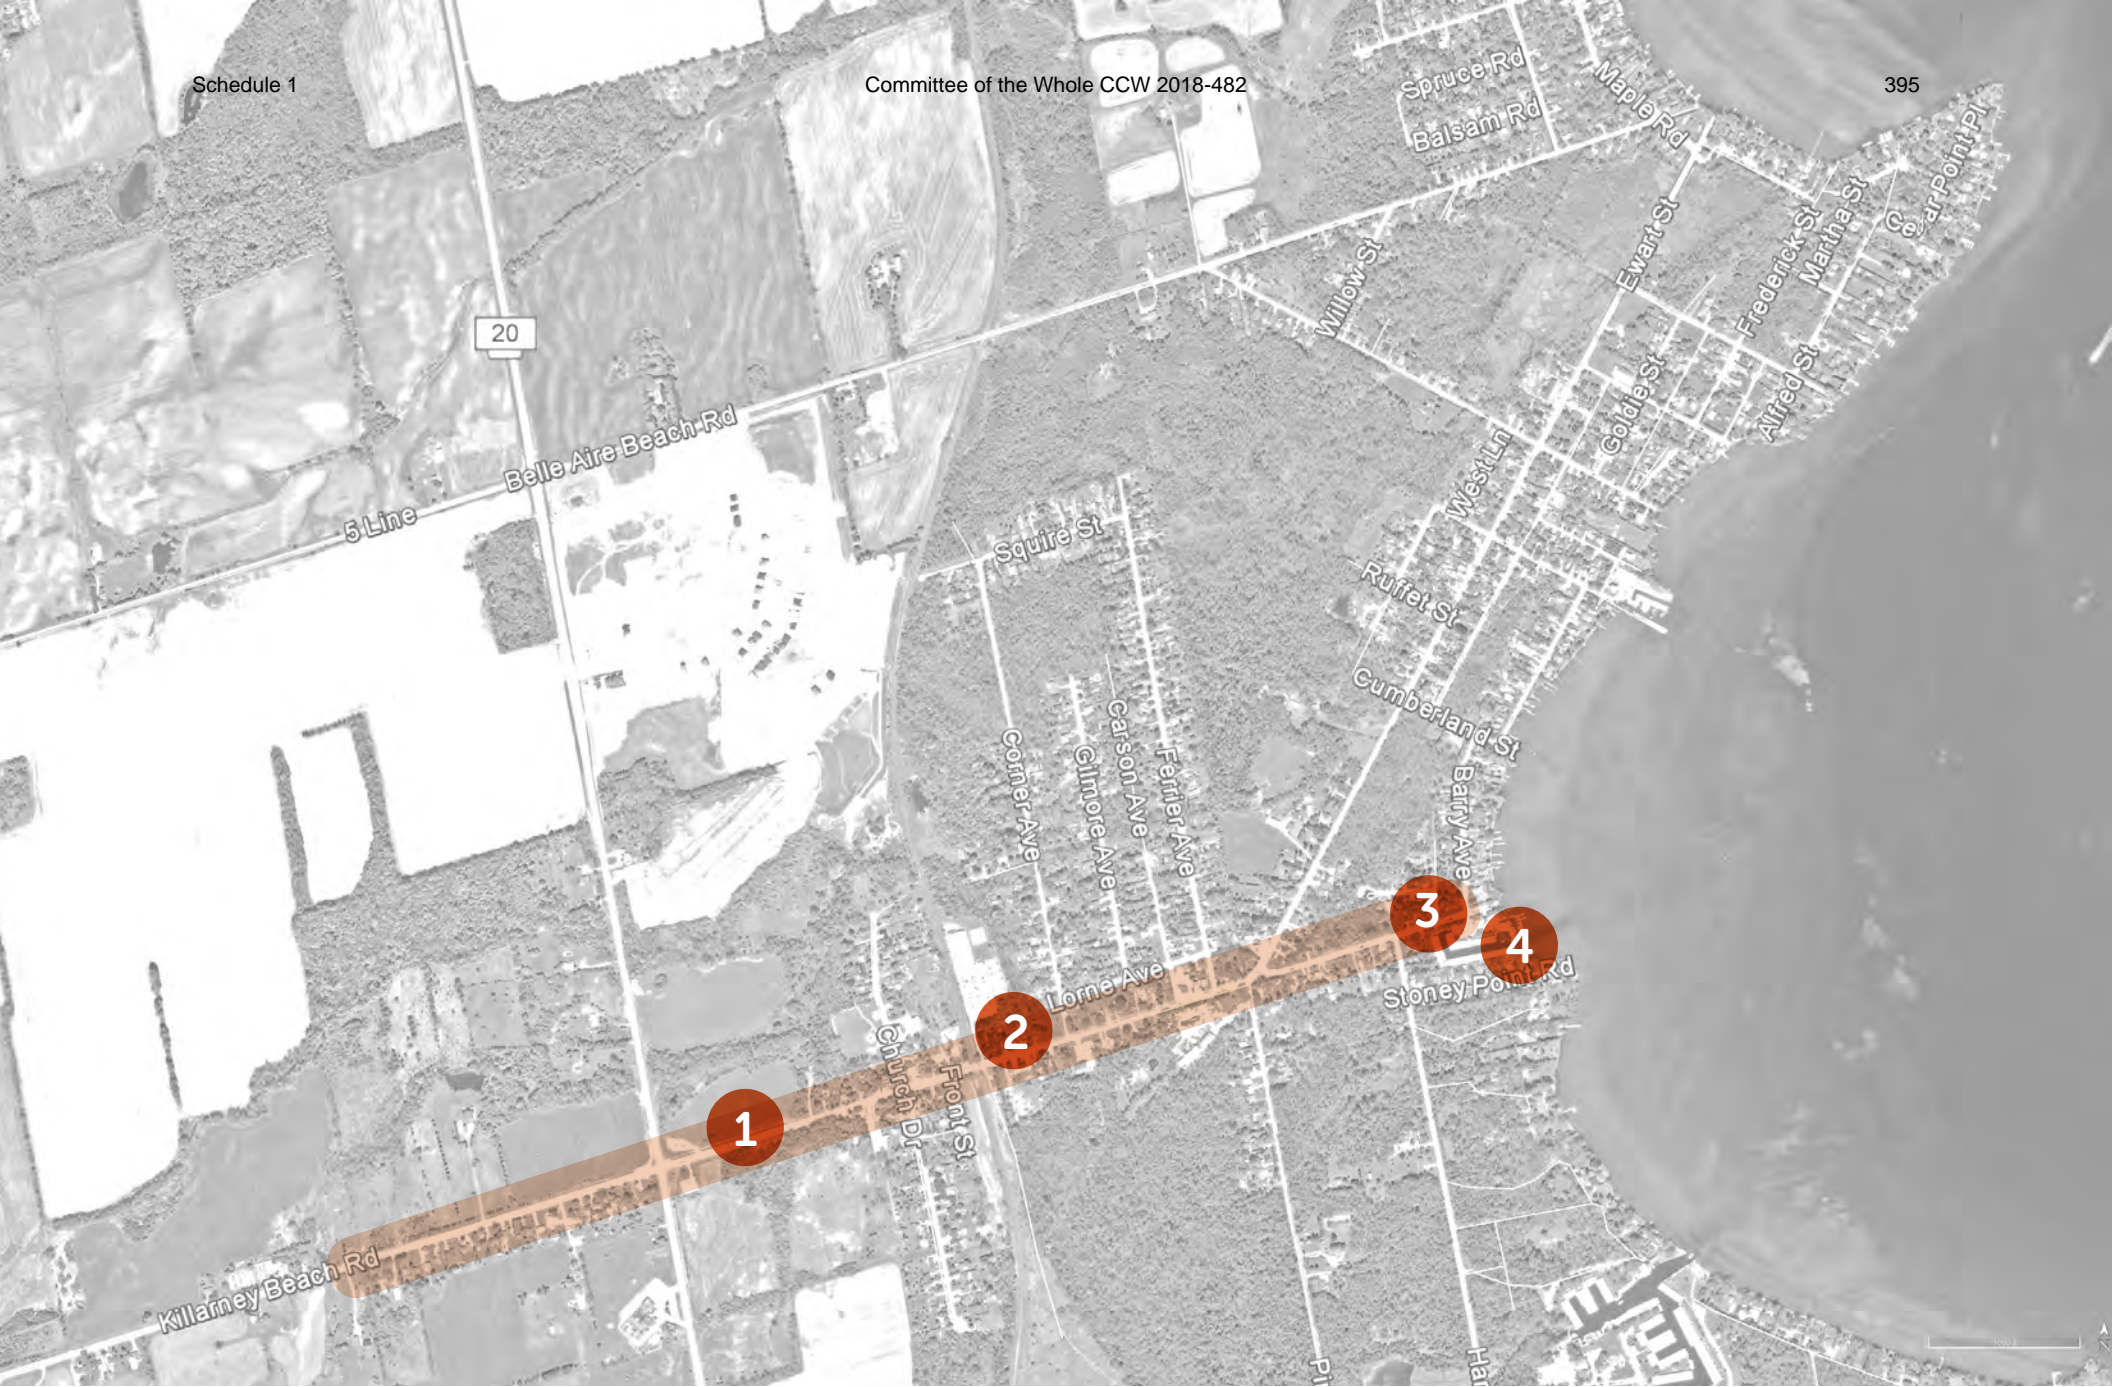 Schedule 1
Committee of the Whole CCW 2018-482
395
Spruce Rd
Balsam Rd
Maple Rd
Ewart St
Frederick St
Martha St
Willow St
20
Goldie St
Alfred St
Belle Aire Beach Rd
5 Line
West Ln
Squire St
Ruffet St
Cumberland St
Corner Ave
Gilmore Ave
Carson Ave
Ferrier Ave
Barry Ave
3
4
Lorne Ave
Stoney Point Rd
2
Church Dr
Front St
1
Killarney Beach Rd
Pi
Har
N